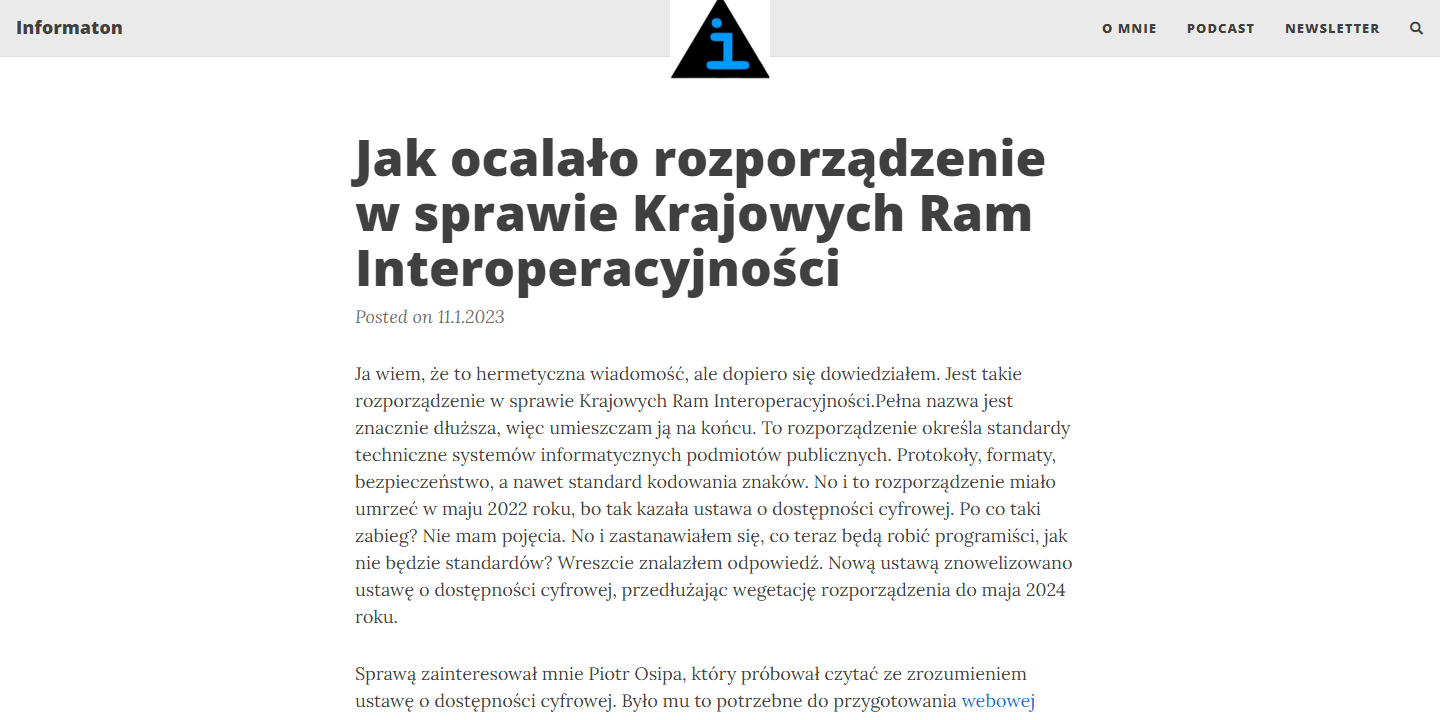 Informaton
i
O MNIE
PODCAST
NEWSLETTER
Jak ocalało rozporządzenie
w sprawie Krajowych Ram
Interoperacyjności
Posted on 11.1.2023
Ja wiem, że to hermetyczna wiadomość, ale dopiero się dowiedziałem. Jest takie
rozporządzenie w sprawie Krajowych Ram Interoperacyjności.Pełna nazwa jest
znacznie dłuższa, więc umieszczam ją na końcu. To rozporządzenie określa standardy
techniczne systemów informatycznych podmiotów publicznych. Protokoły, formaty,
bezpieczeństwo, a nawet standard kodowania znaków. No i to rozporządzenie miało
umrzeć w maju 2022 roku, bo tak kazała ustawa o dostępności cyfrowej. Po co taki
zabieg? Nie mam pojęcia. No i zastanawiałem się, co teraz będą robić programiści, jak
nie będzie standardów? Wreszcie znalazłem odpowiedź. Nową ustawą znowelizowano
ustawę o dostępności cyfrowej, przedłużając wegetację rozporządzenia do maja 2024
roku.
Sprawą zainteresował mnie Piotr Osipa, który próbował czytać ze zrozumieniem
ustawę o dostępności cyfrowej. Było mu to potrzebne do przygotowania webowej